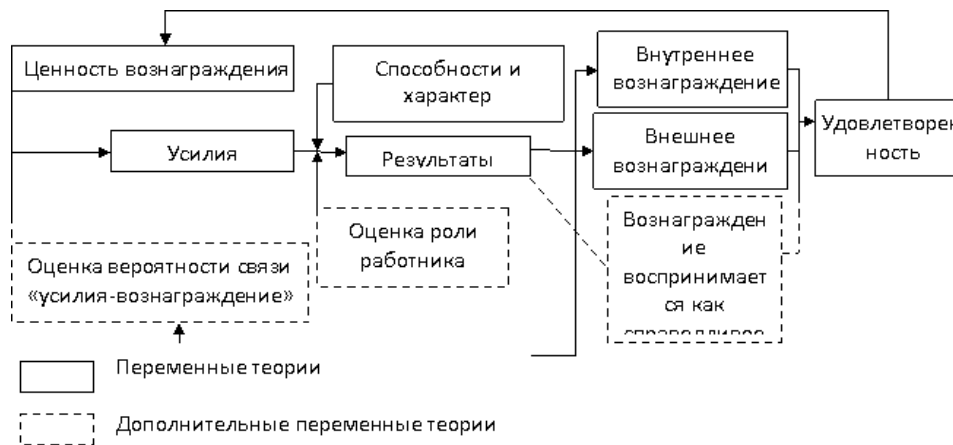 Ценность вознаграждения
Способности и
характер
Внутреннее
вознаграждение
Усилия
Результаты
Внешнее
вознаграждени
Удовлетворен
ность
Оценка вероятности связи
«усилия-вознаграждение»
Оценка роли
работника
Вознагражден
ие
воспринимает
ся как
справедливое
Переменные теории
Дополнительные переменные теории